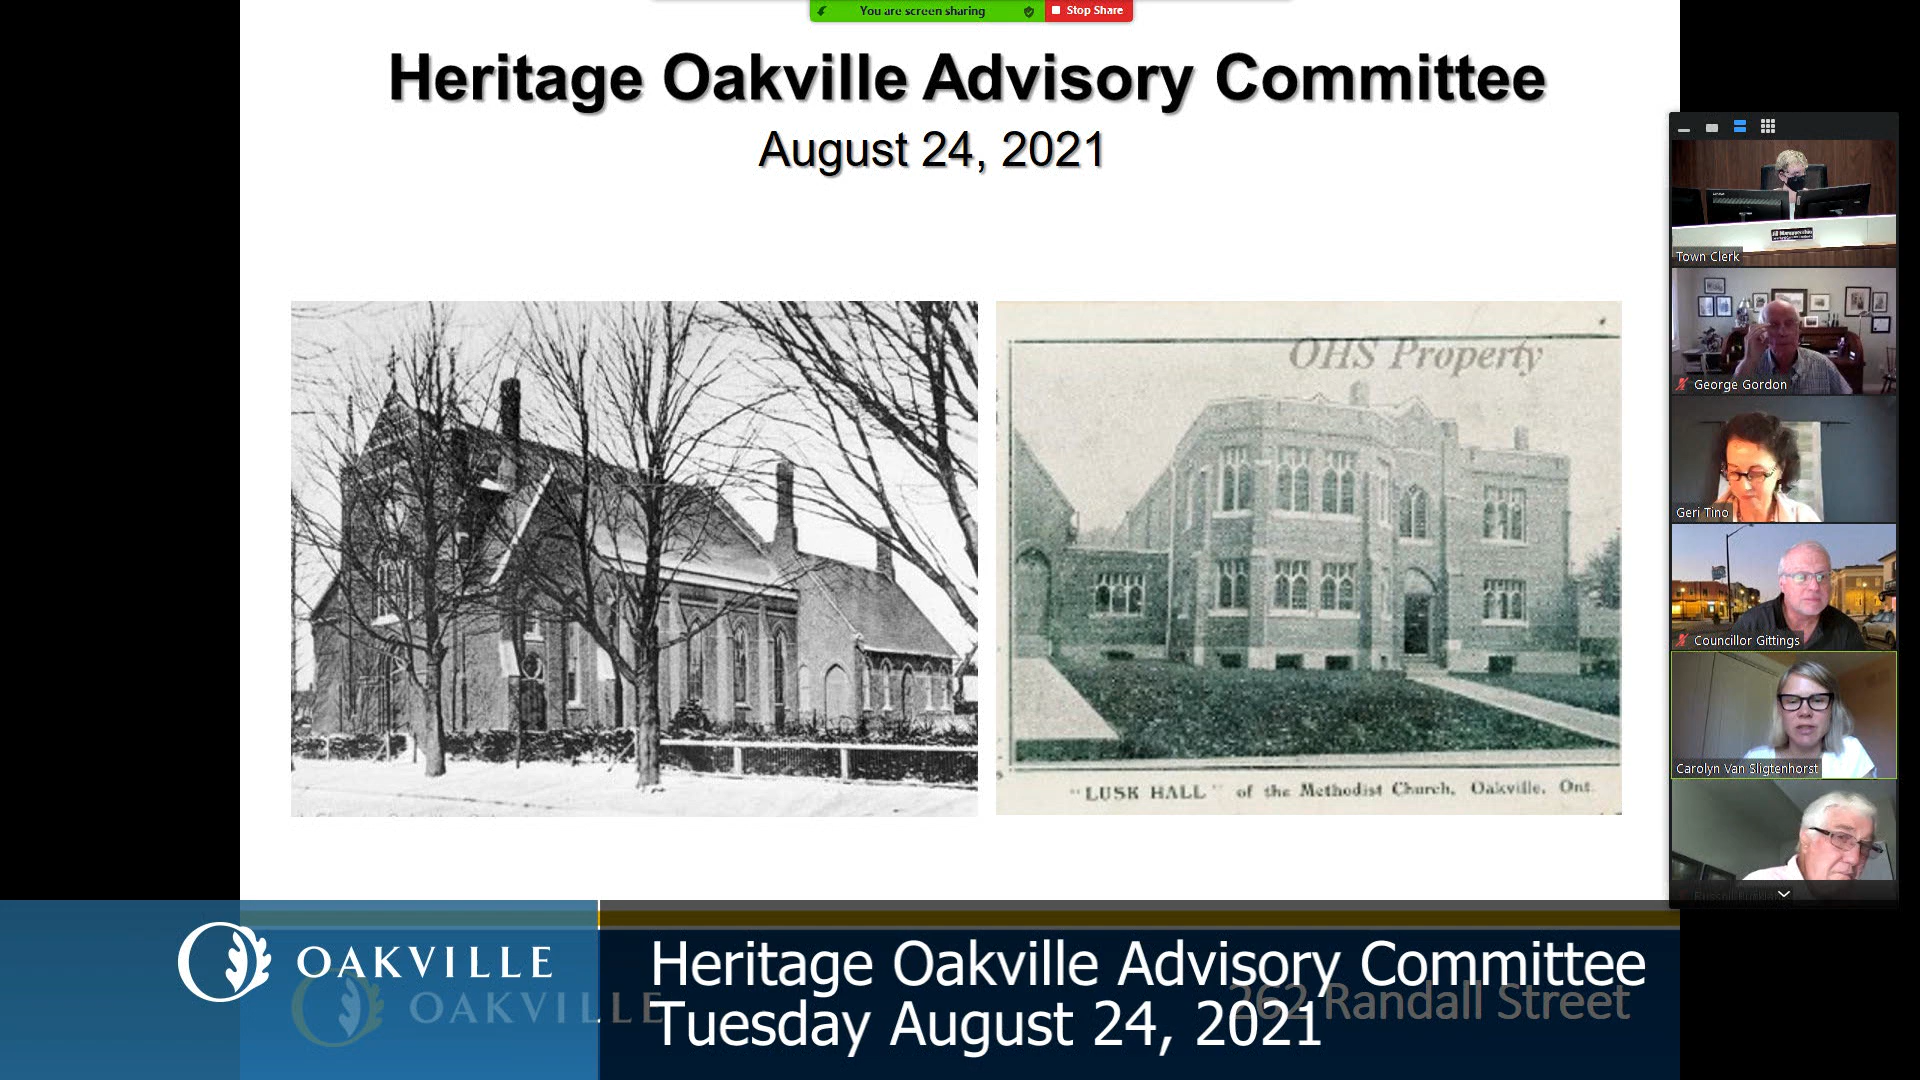 You are screen sharing
Stop Share
Heritage Oakville Advisory Committee
August 24, 2021
OHS Property
"LUSK HALL" of the Methodist Church, Oakville, Ont.
Town Clerk
George Gordon
Geri Tino
Councillor Gittings
Carolyn Van Sligtenhorst
OAKVILLE
OAKVILLE
Heritage Oakville Advisory Committee
262 Randall Street
Tuesday August 24, 2021